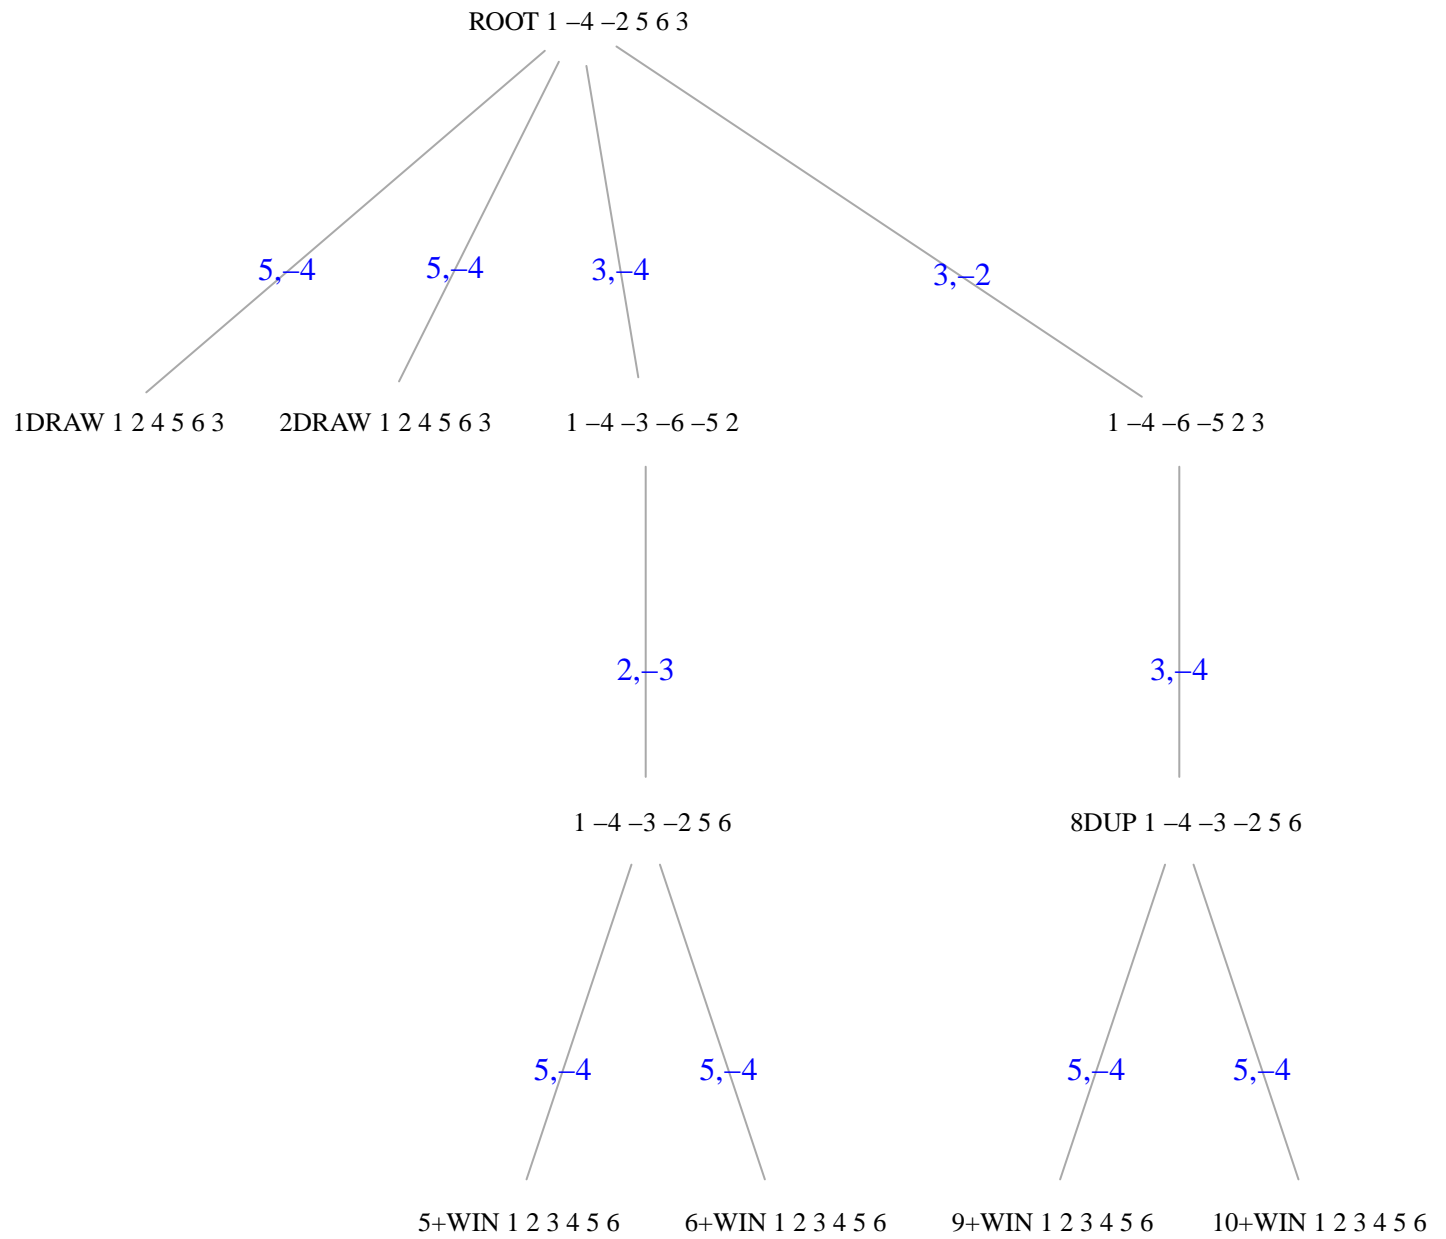 ROOT 1 –4 –2 5 6 3
5,–4
5,–4
3,–4
3,–2
1DRAW 1 2 4 5 6 3
2DRAW 1 2 4 5 6 3
1 –4 –3 –6 –5 2
1 –4 –6 –5 2 3
2,–3
3,–4
1 –4 –3 –2 5 6
8DUP 1 –4 –3 –2 5 6
5,–4
5,–4
5,–4
5,–4
5+WIN 1 2 3 4 5 6
6+WIN 1 2 3 4 5 6
9+WIN 1 2 3 4 5 6
10+WIN 1 2 3 4 5 6